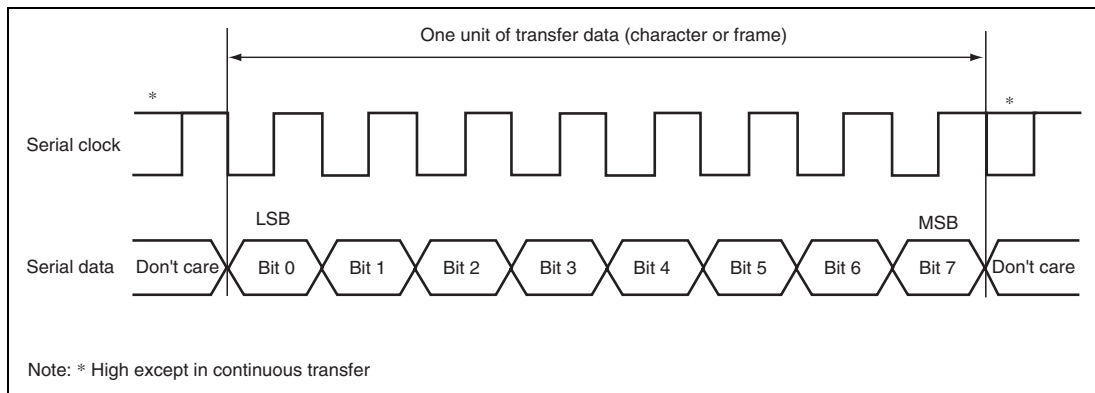 One unit of transfer data (character or frame)
*
*
Serial clock
LSB
MSB
Serial data
Don't care
Bit 0
Bit 1
Bit 2
Bit 3
Bit 4
Bit 5
Bit 6
Bit 7
Don't care
Note: * High except in continuous transfer